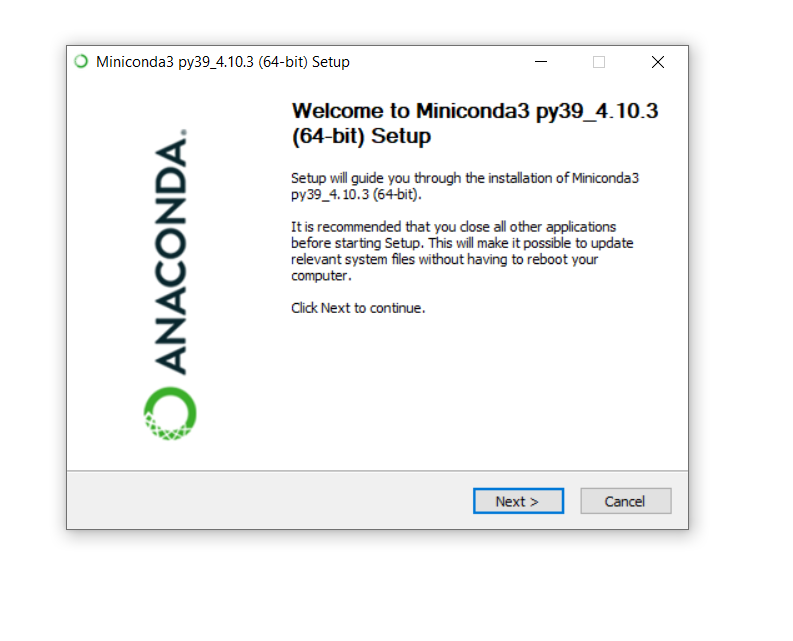 Miniconda3 py39_4.10.3 (64-bit) Setup
ANACONDA.
Welcome to Miniconda3 py39_4.10.3
(64-bit) Setup
Setup will guide you through the installation of Miniconda3
py39_4.10.3 (64-bit).
It is recommended that you close all other applications
before starting Setup. This will make it possible to update
relevant system files without having to reboot your
computer.
Click Next to continue.
Next >
Cancel